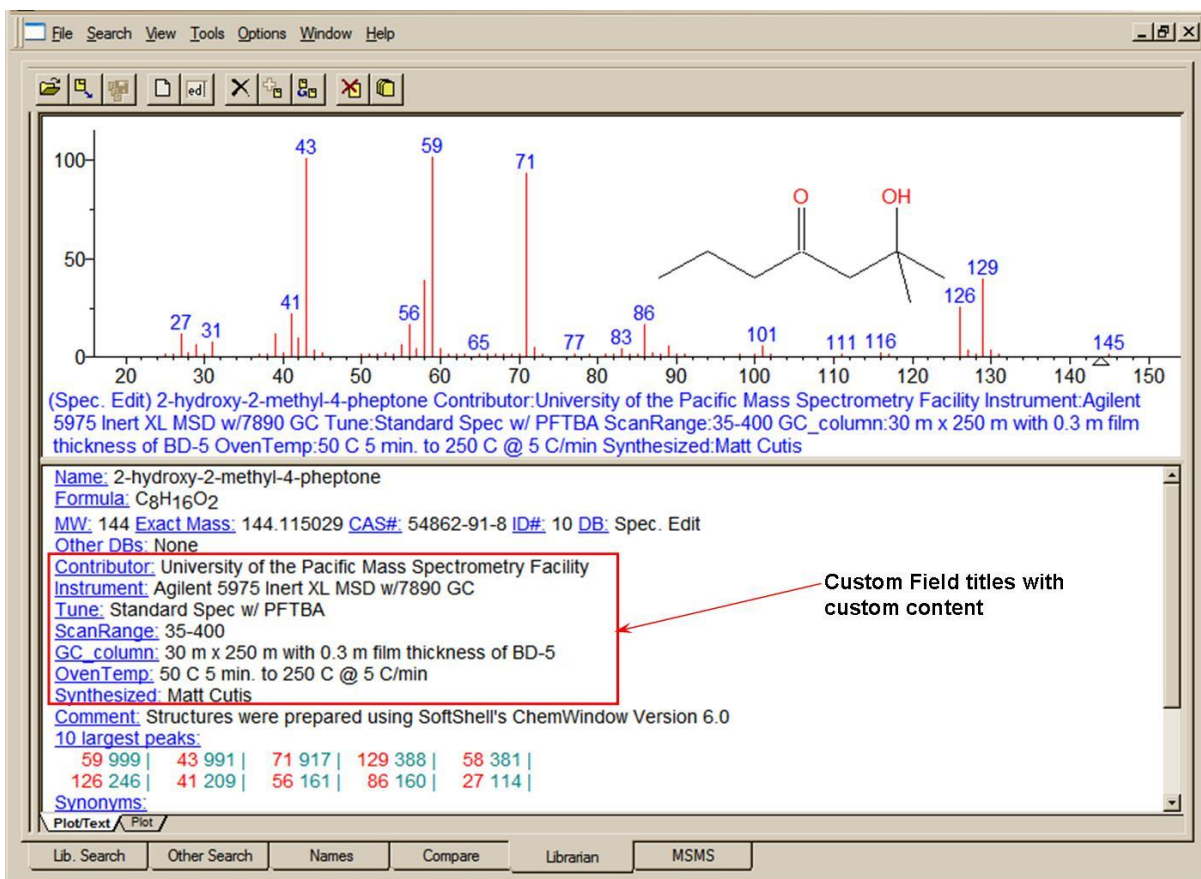 File Search View Tools Options Window Help
ed
43 59 71
100
O OH
50
129
126
41 56 86
27 31 65 77 83 101 111 116 145
0
20 30 40 50 60 70 80 90 100 110 120 130 140 150
(Spec. Edit) 2-hydroxy-2-methyl-4-pheptone Contributor:University of the Pacific Mass Spectrometry Facility Instrument:Agilent
5975 Inert XL MSD w/7890 GC Tune:Standard Spec w/ PFTBA ScanRange:35-400 GC_column:30 m x 250 m with 0.3 m film
thickness of BD-5 OvenTemp:50 C 5 min. to 250 C @ 5 C/min Synthesized:Matt Cutis
Name: 2-hydroxy-2-methyl-4-pheptone
Formula: C8H16O2
MW: 144 Exact Mass: 144.115029 CAS#: 54862-91-8 ID#: 10 DB: Spec. Edit
Other DBs: None
Contributor: University of the Pacific Mass Spectrometry Facility
Instrument: Agilent 5975 Inert XL MSD w/7890 GC
Tune: Standard Spec w/ PFTBA
ScanRange: 35-400
GC_column: 30 m x 250 m with 0.3 m film thickness of BD-5
OvenTemp: 50 C 5 min. to 250 C @ 5 C/min
Synthesized: Matt Cutis
Custom Field titles with
custom content
Comment: Structures were prepared using SoftShell's ChemWindow Version 6.0
10 largest peaks:
59 999 | 43 991 | 71 917 | 129 388 | 58 381 |
126 246 | 41 209 | 56 161 | 86 160 | 27 114 |
Synonyms:
Plot/Text Plot
Lib. Search Other Search Names Compare Librarian MSMS